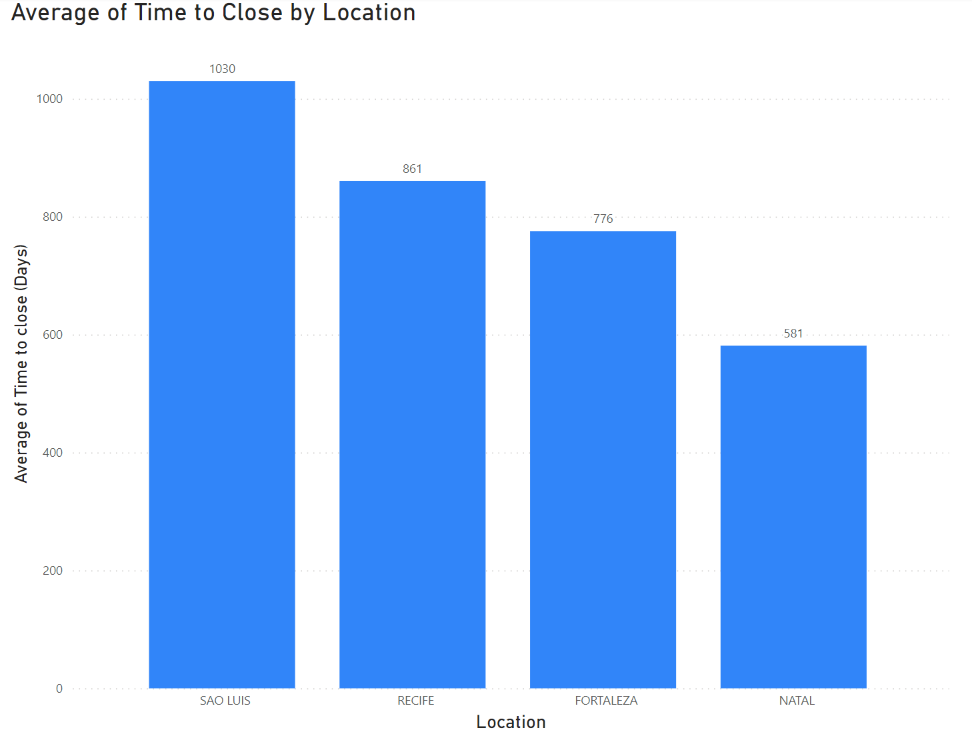 Average of Time to Close by Location
1030
1000
861
800
776
600
581
400
200
0
Average of Time to close (Days)
SAO LUIS
RECIFE
FORTALEZA
NATAL
Location